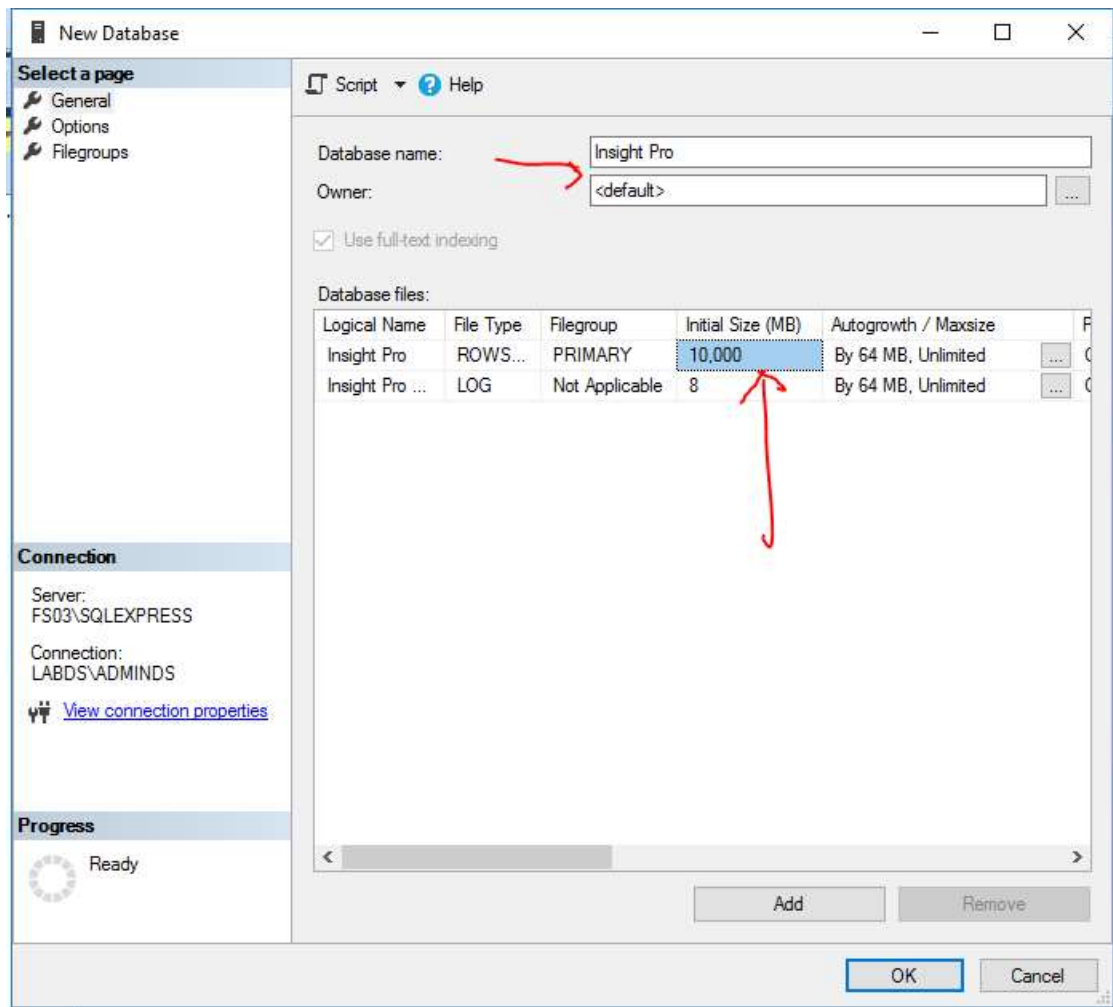 New Database
Select a page
General
Options
Filegroups
Script Help
Database name: Insight Pro
Owner: <default> ...
Use full-text indexing
Database files:
Logical Name File Type Filegroup Initial Size (MB) Autogrowth / Maxsize
Insight Pro ROWS... PRIMARY 10,000 By 64 MB, Unlimited ...
Insight Pro ... LOG Not Applicable 8 By 64 MB, Unlimited ...
Connection
Server:
FS03\SQLEXPRESS
Connection:
LABDS\ADMINDS
View connection properties
Progress
Ready
Add Remove
OK Cancel